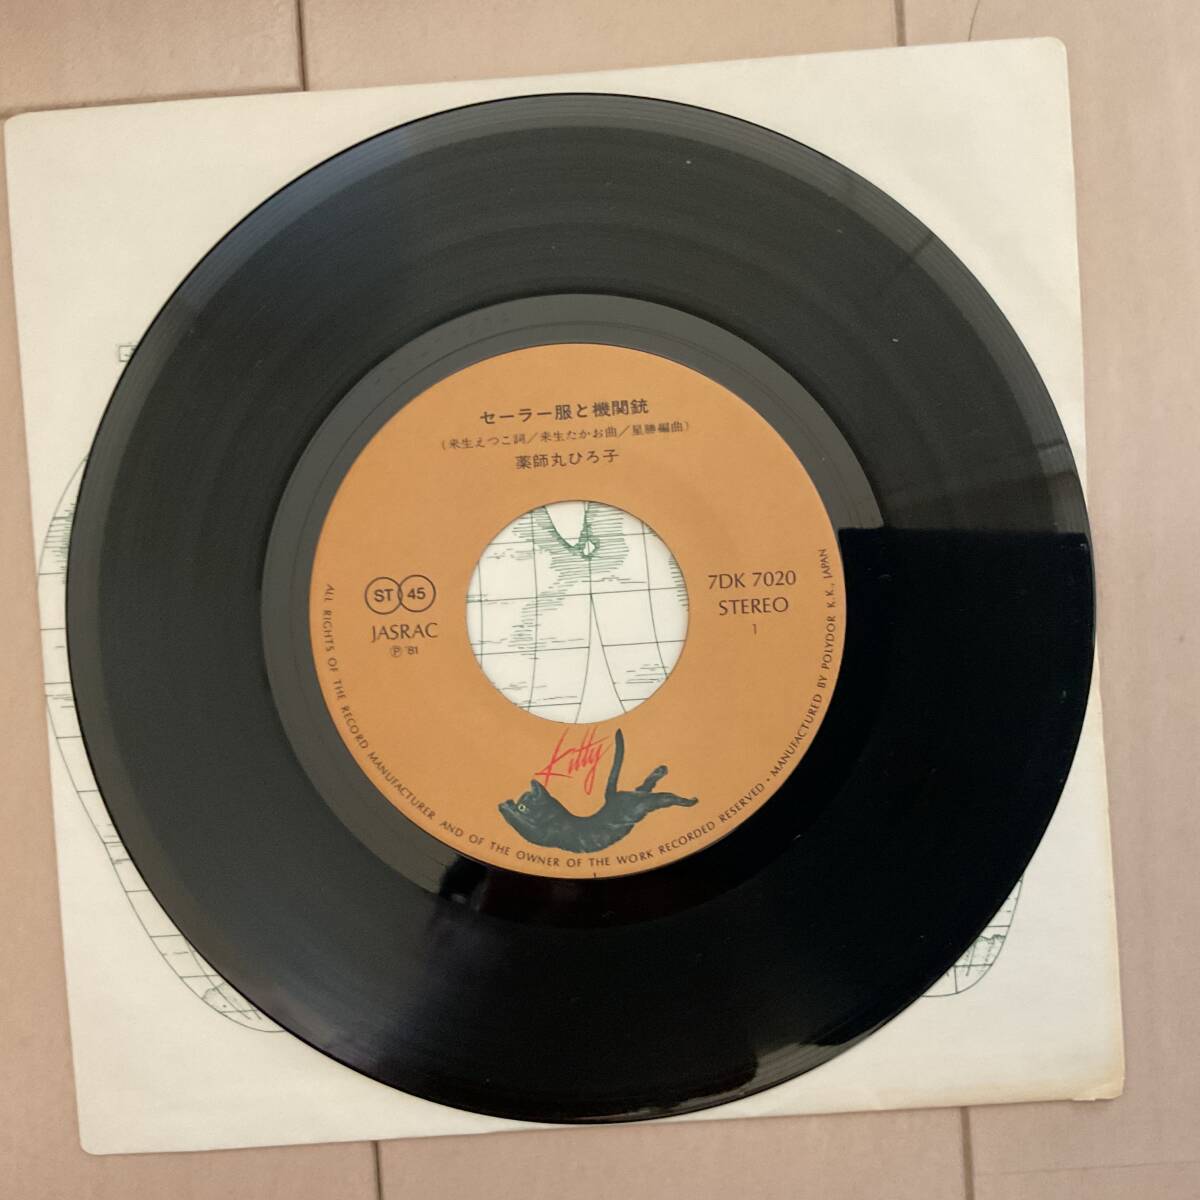 セーラー服と機関銃
(来生えつこ詞／来生たかお曲／星勝編曲)
薬師丸ひろ子
ST 45
JASRAC
Ⓟ '81
7DK 7020
STEREO
1
Kitty
ALL RIGHTS OF THE RECORD MANUFACTURER AND OF THE OWNER OF THE WORK RECORDED RESERVED • MANUFACTURED BY POLYDOR K.K., JAPAN
1